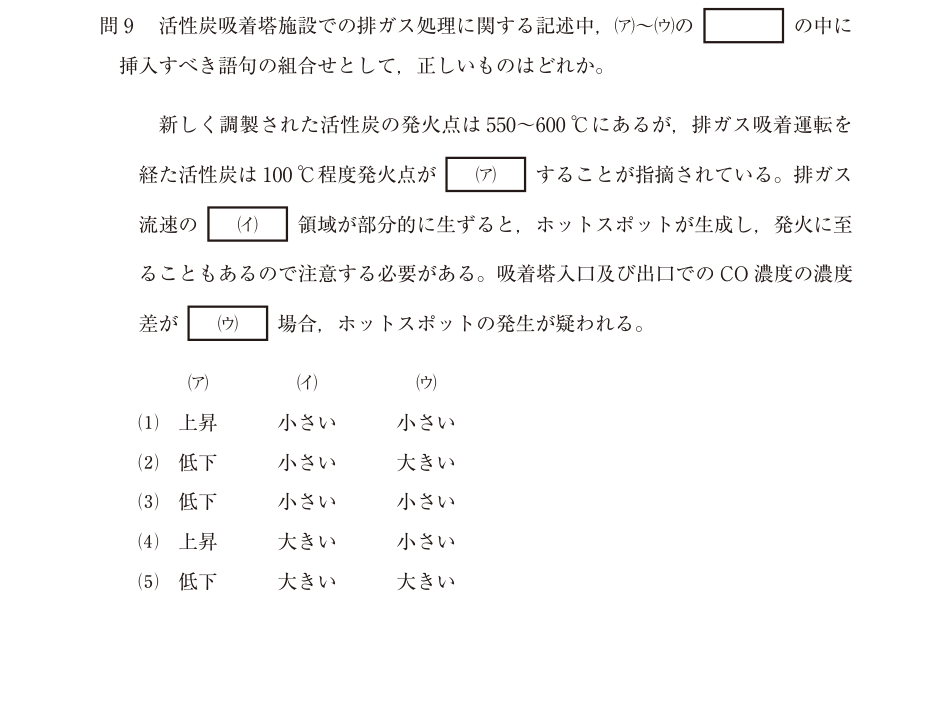 問9 活性炭吸着塔施設での排ガス処理に関する記述中，㋐～㋒の　　　の中に
挿入すべき語句の組合せとして，正しいものはどれか。
新しく調製された活性炭の発火点は 550～600 ℃にあるが，排ガス吸着運転を
経た活性炭は 100 ℃程度発火点が (ア) することが指摘されている。排ガス
流速の (イ) 領域が部分的に生ずると，ホットスポットが生成し，発火に至
ることもあるので注意する必要がある。吸着塔入口及び出口での CO 濃度の濃度
差が (ウ) 場合，ホットスポットの発生が疑われる。
(ア) (イ) (ウ)
(1) 上昇 小さい 小さい
(2) 低下 小さい 大きい
(3) 低下 小さい 小さい
(4) 上昇 大きい 小さい
(5) 低下 大きい 大きい